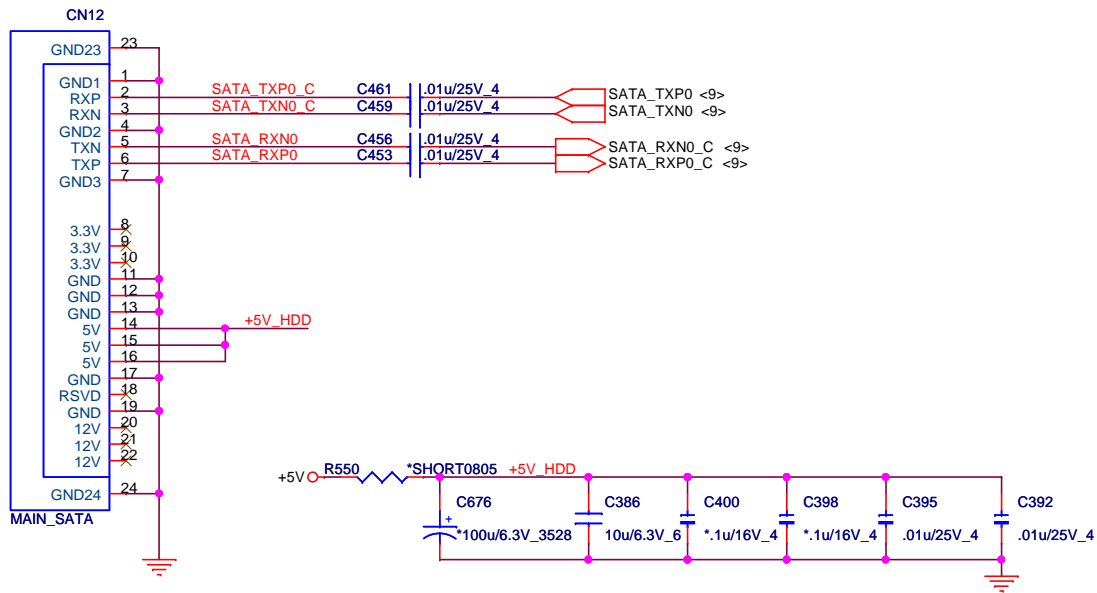 CN12
GND23 23
GND1 1
RXP 2 SATA_TXP0_C C461 .01u/25V_4 SATA_TXP0 <9>
RXN 3 SATA_TXN0_C C459 .01u/25V_4 SATA_TXN0 <9>
GND2 4
TXN 5 SATA_RXN0 C456 .01u/25V_4 SATA_RXN0_C <9>
TXP 6 SATA_RXP0 C453 .01u/25V_4 SATA_RXP0_C <9>
GND3 7
3.3V 8
3.3V 9
3.3V 10
GND 11
GND 12
GND 13
5V 14 +5V_HDD
5V 15
5V 16
GND 17
RSVD 18
GND 19
12V 20
12V 21
12V 22
GND24 24
MAIN_SATA
+5V R550 *SHORT0805 +5V_HDD
C676 C386 C400 C398 C395 C392
+
*100u/6.3V_3528 10u/6.3V_6 *.1u/16V_4 *.1u/16V_4 .01u/25V_4 .01u/25V_4